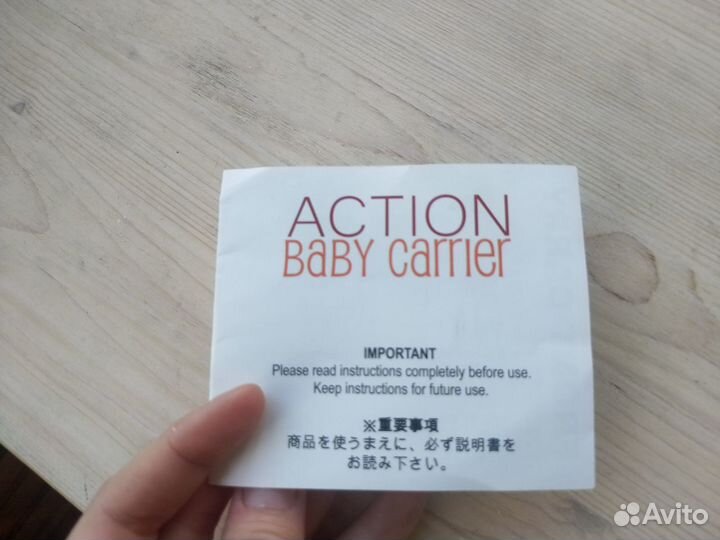 ACTION
BaBY carrier
IMPORTANT
Please read instructions completely before use.
Keep instructions for future use.
※重要事項
商品を使うまえに、必ず説明書を
お読み下さい。
Avito